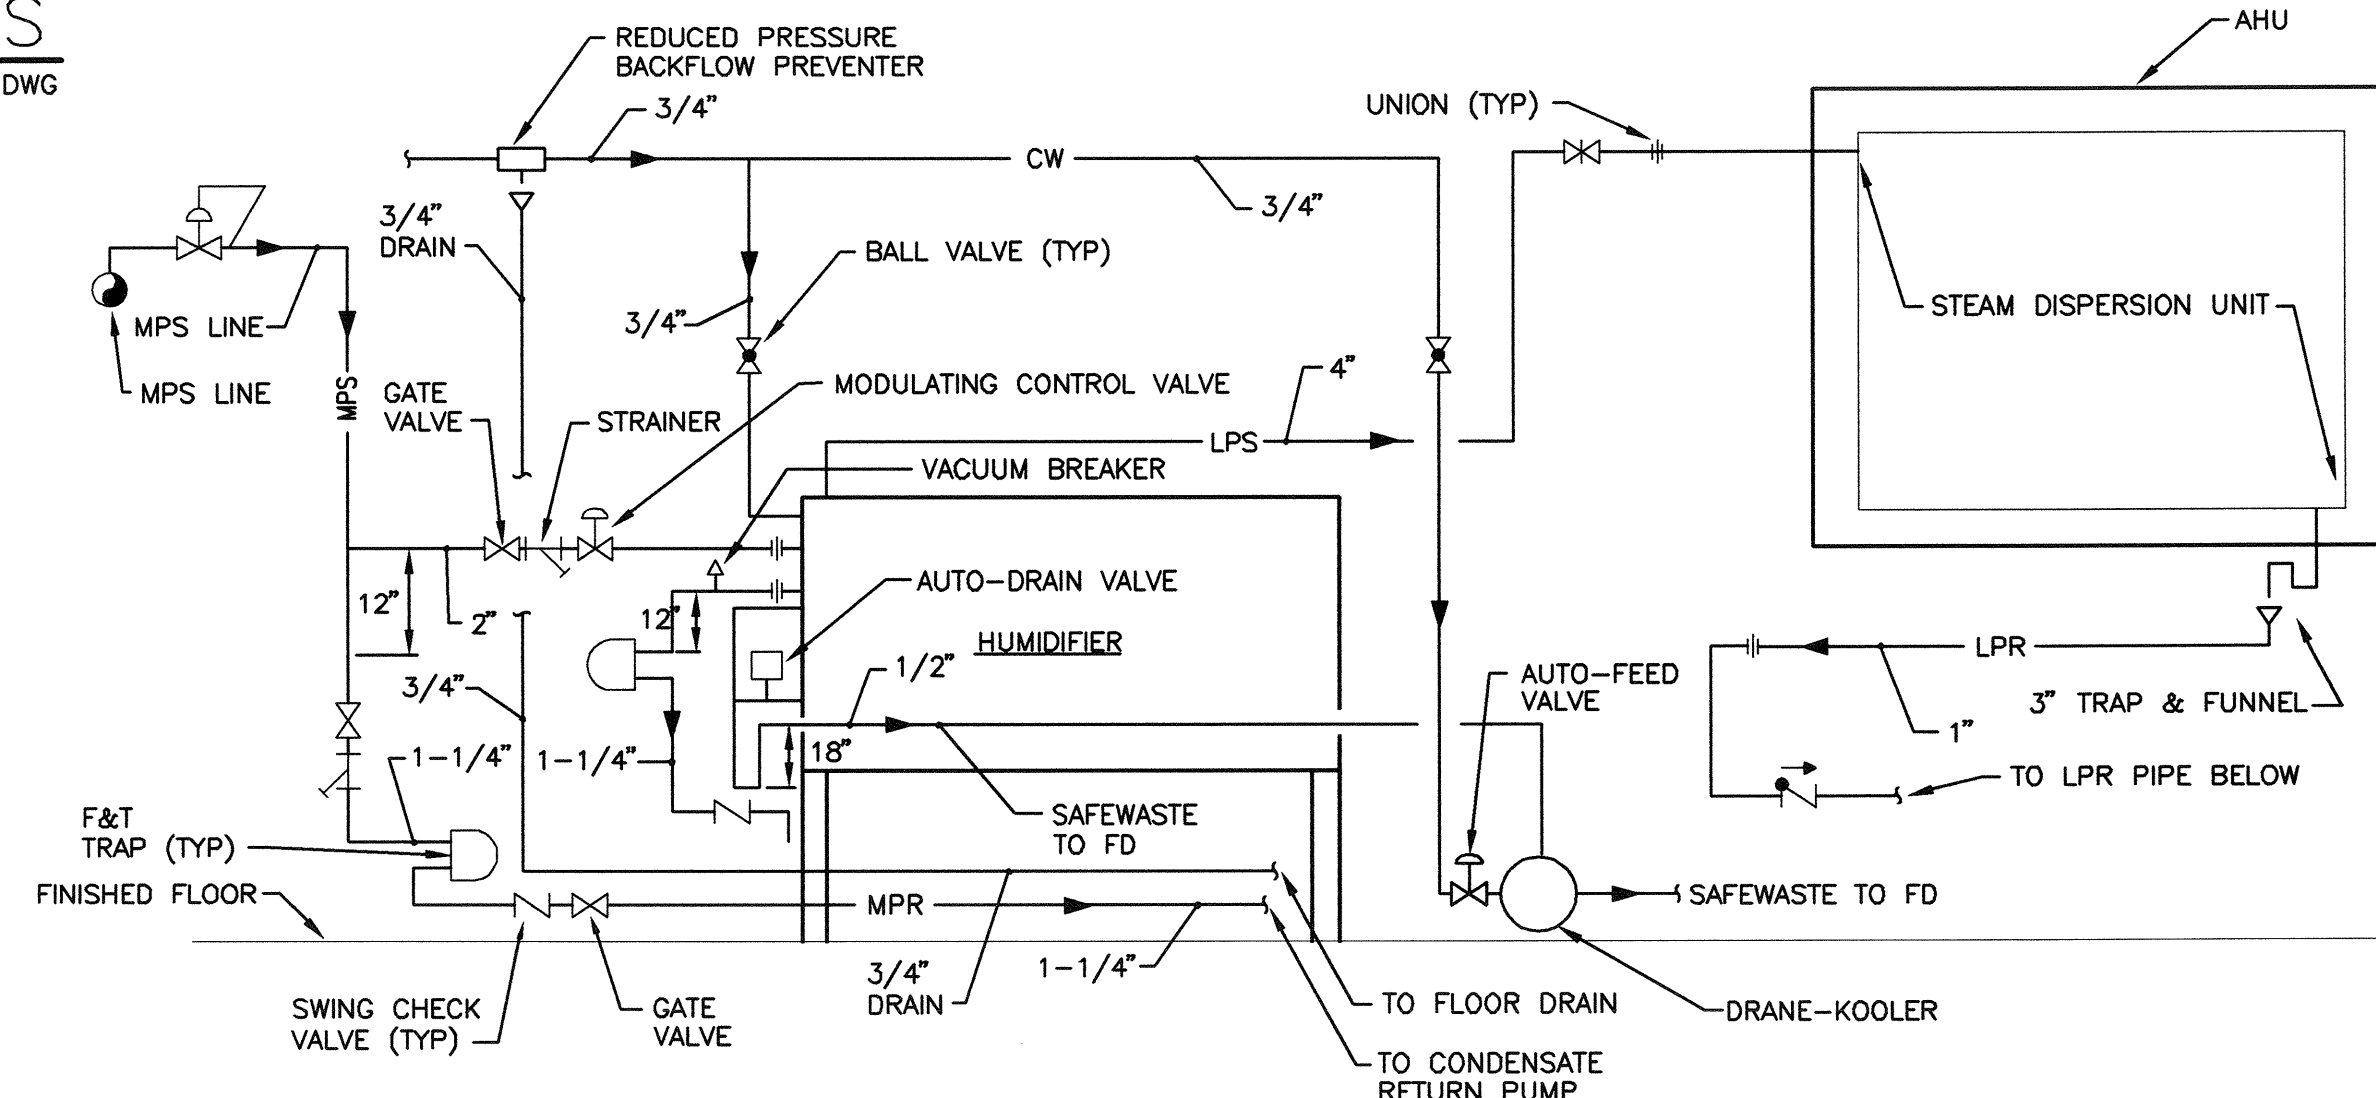 S
DWG
REDUCED PRESSURE
BACKFLOW PREVENTER
3/4"
AHU
UNION (TYP)
CW
3/4"
3/4"
DRAIN
BALL VALVE (TYP)
3/4"
MPS LINE
MPS LINE
MPS
GATE
VALVE
STRAINER
MODULATING CONTROL VALVE
4"
LPS
VACUUM BREAKER
STEAM DISPERSION UNIT
12"
2"
12"
AUTO-DRAIN VALVE
HUMIDIFIER
1/2"
3/4"
AUTO-FEED
VALVE
LPR
3" TRAP & FUNNEL
1"
1-1/4"
1-1/4"
18"
TO LPR PIPE BELOW
SAFEWASTE
TO FD
F&T
TRAP (TYP)
FINISHED FLOOR
MPR
SAFEWASTE TO FD
3/4"
DRAIN
1-1/4"
SWING CHECK
VALVE (TYP)
GATE
VALVE
TO FLOOR DRAIN
DRANE-KOOLER
TO CONDENSATE
RETURN PUMP